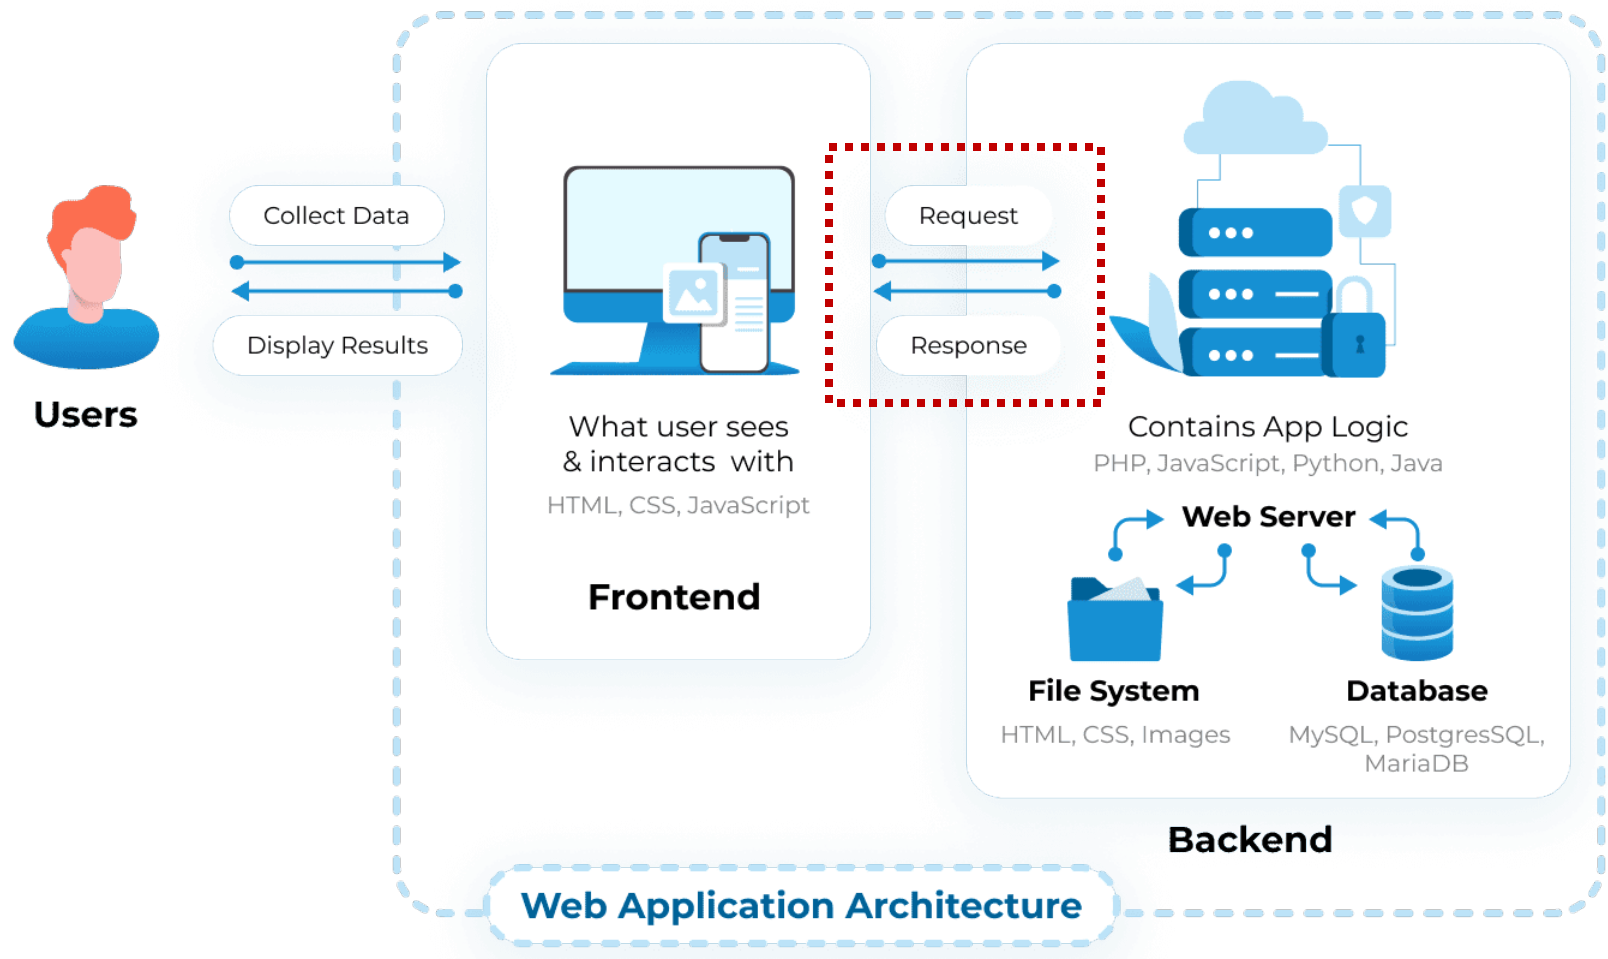 Collect Data
Display Results
Users
What user sees
& interacts with
HTML, CSS, JavaScript
Frontend
Request
Response
Contains App Logic
PHP, JavaScript, Python, Java
Web Server
File System
HTML, CSS, Images
Database
MySQL, PostgresSQL,
MariaDB
Backend
Web Application Architecture